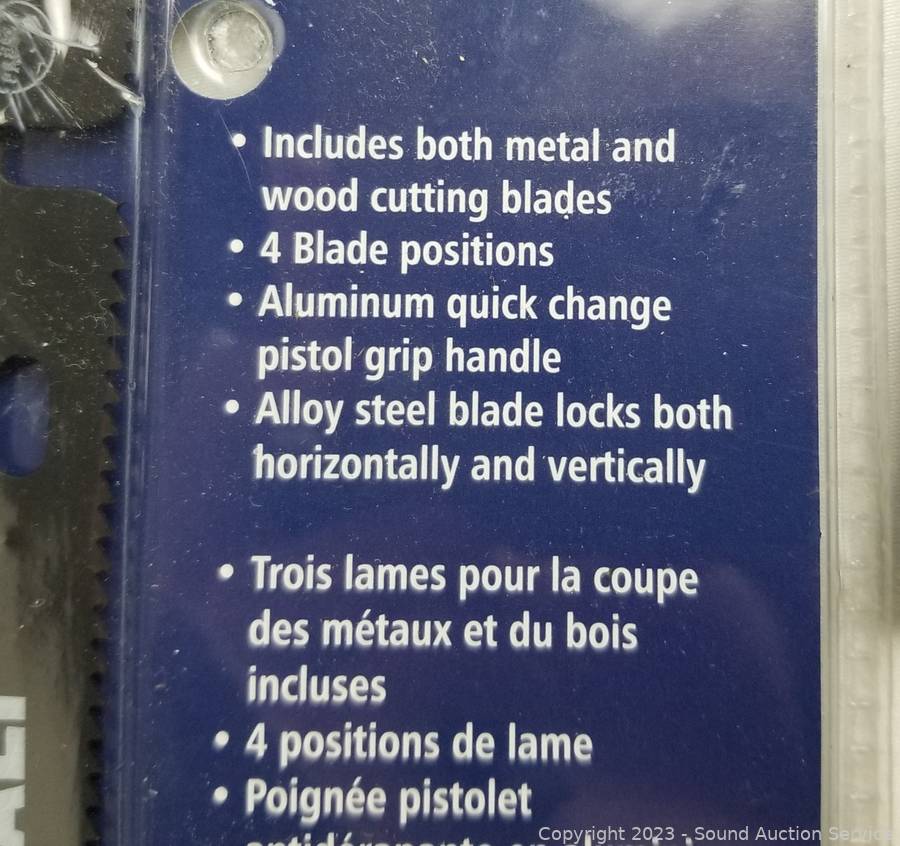 • Includes both metal and
wood cutting blades
• 4 Blade positions
• Aluminum quick change
pistol grip handle
• Alloy steel blade locks both
horizontally and vertically
• Trois lames pour la coupe
des métaux et du bois
incluses
• 4 positions de lame
• Poignée pistolet
antidérapante en
Copyright 2023 - Sound Auction Service